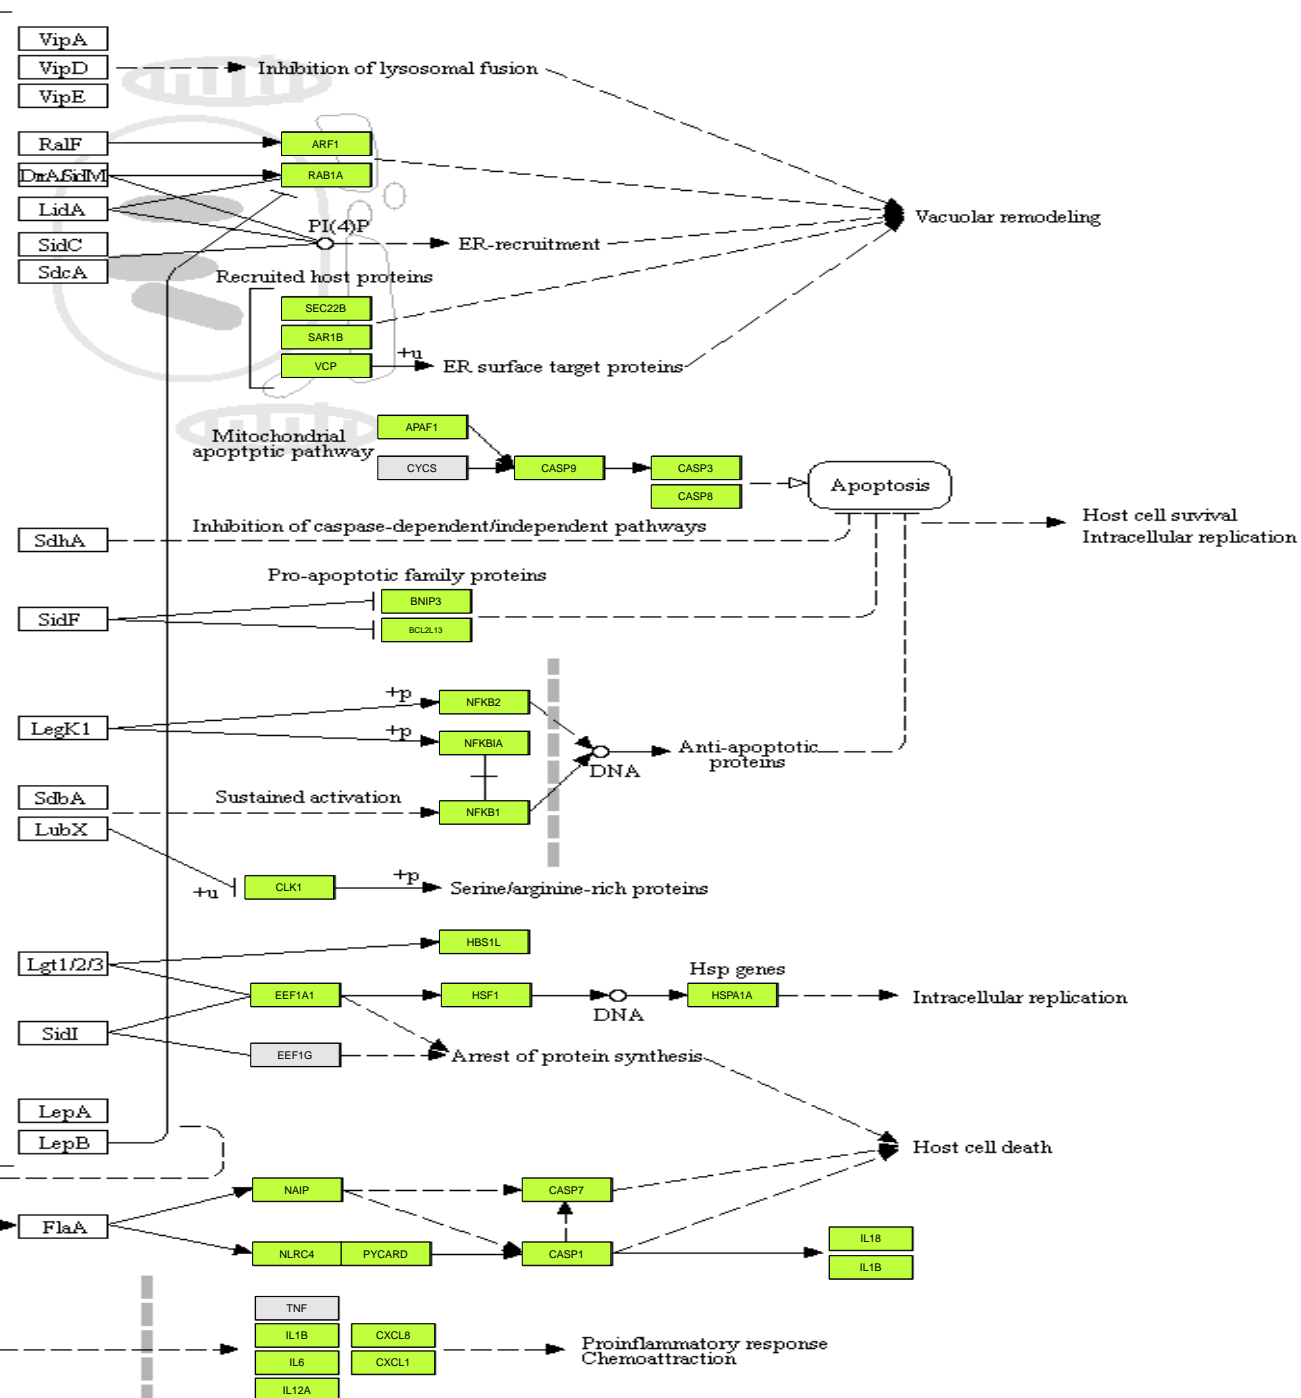 VipA
VipD
Inhibition of lysosomal fusion
VipE
RalF
ARF1
DrrA/SidM
RAB1A
LidA
Vacuolar remodeling
PI(4)P
SidC
ER-recruitment
SdcA
Recruited host proteins
SEC22B
SAR1B
+u
VCP
ER surface target proteins
APAF1
Mitochondrial
apoptptic pathway
CYCS
CASP9
CASP3
Apoptosis
CASP8
Host cell suvival
Inhibition of caspase-dependent/independent pathways
Intracellular replication
SdhA
Pro-apoptotic family proteins
BNIP3
SidF
BCL2L13
+p
NFKB2
LegK1
+p
NFKBIA
Anti-apoptotic
proteins
DNA
SdbA
Sustained activation
NFKB1
LubX
+p
CLK1
Serine/arginine-rich proteins
+u
HBS1L
Lgt1/2/3
Hsp genes
EEF1A1
HSF1
HSPA1A
Intracellular replication
DNA
SidI
EEF1G
Arrest of protein synthesis
LepA
LepB
Host cell death
NAIP
CASP7
FlaA
IL18
NLRC4
PYCARD
CASP1
IL1B
TNF
IL1B
CXCL8
Proinflammatory response
Chemoattraction
IL6
CXCL1
IL12A